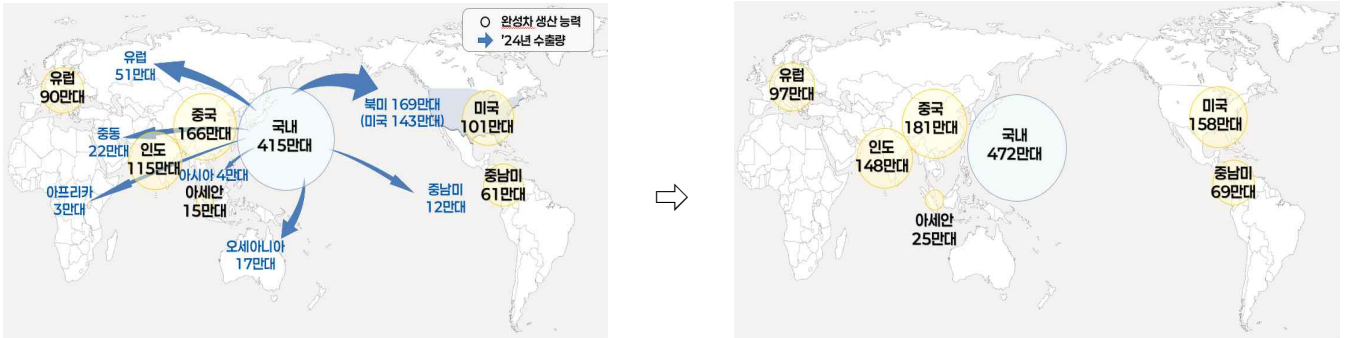 완성차 생산 능력
'24년 수출량
유럽
51만대
유럽
90만대
북미 169만대
(미국 143만대)
미국
101만대
중국
166만대
국내
415만대
중동
22만대
인도
115만대
아시아 4만대
아세안
15만대
아프리카
3만대
중남미
12만대
중남미
61만대
오세아니아
17만대
유럽
97만대
중국
181만대
국내
472만대
미국
158만대
인도
148만대
중남미
69만대
아세안
25만대